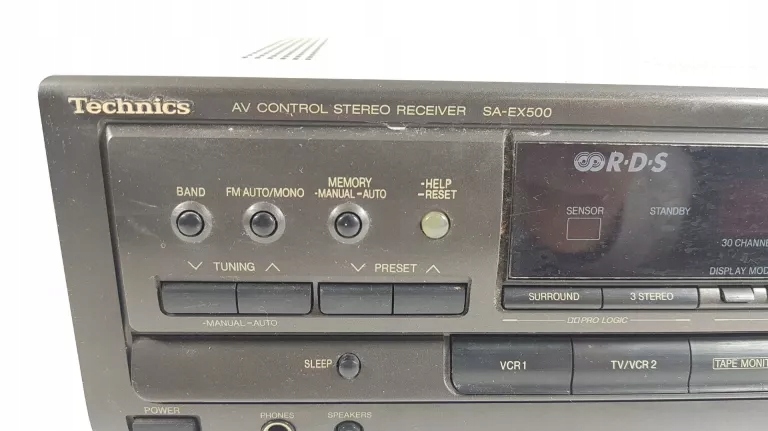 Technics AV CONTROL STEREO RECEIVER SA-EX500
R·D·S
BAND FM AUTO/MONO MEMORY -MANUAL -AUTO -HELP -RESET
SENSOR STANDBY
30 CHANNE
TUNING PRESET
DISPLAY MOD
SURROUND 3 STEREO
-MANUAL -AUTO
PRO LOGIC
SLEEP VCR 1 TV/VCR 2 TAPE MONIT
POWER PHONES SPEAKERS